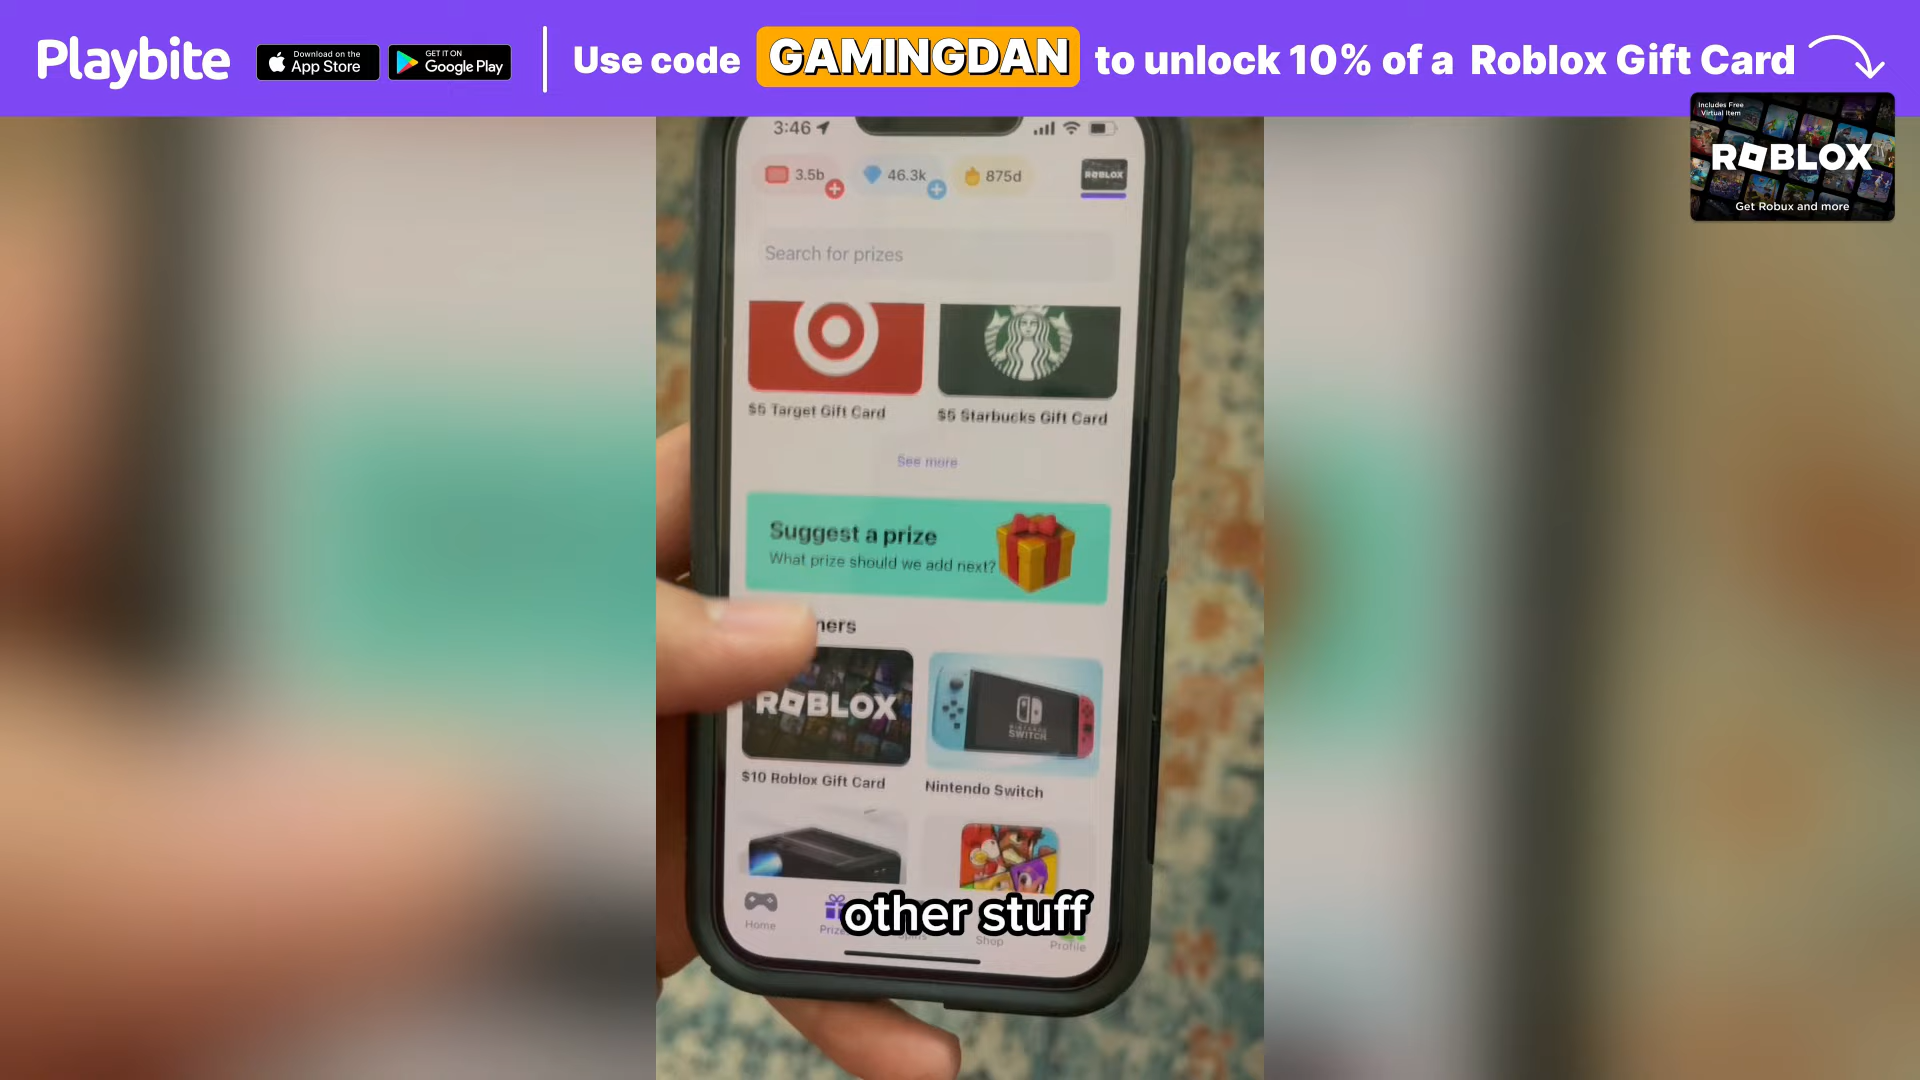 Playbite
Download on the
App Store
GET IT ON
Google Play
Use code GAMINGDAN to unlock 10% of a Roblox Gift Card
Includes Free
Virtual Item
ROBLOX
Get Robux and more
3:46
3.5b
46.3k
875d
ROBLOX
Search for prizes
$5 Target Gift Card
$5 Starbucks Gift Card
See more
Suggest a prize
What prize should we add next?
ROBLOX
NINTENDO
SWITCH
$10 Roblox Gift Card
Nintendo Switch
other stuff
Home
Shop
Profile